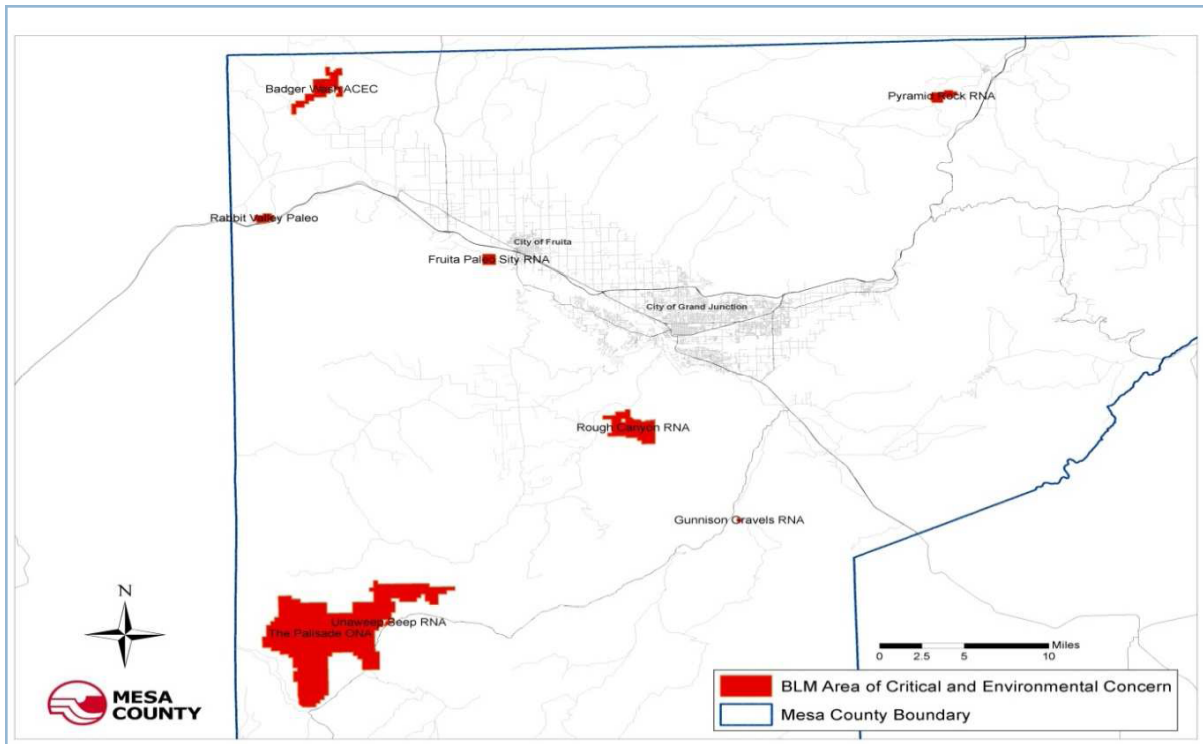 Badger Wash ACEC
Pyramid Rock RNA
Rabbit Valley Paleo
City of Fruita
Fruita Paleo Sity RNA
City of Grand Junction
Rough Canyon RNA
Gunnison Gravels RNA
Unaweep Seep RNA
The Palisade ONA
N
MESA
COUNTY
Miles
0 2.5 5 10
BLM Area of Critical and Environmental Concern
Mesa County Boundary